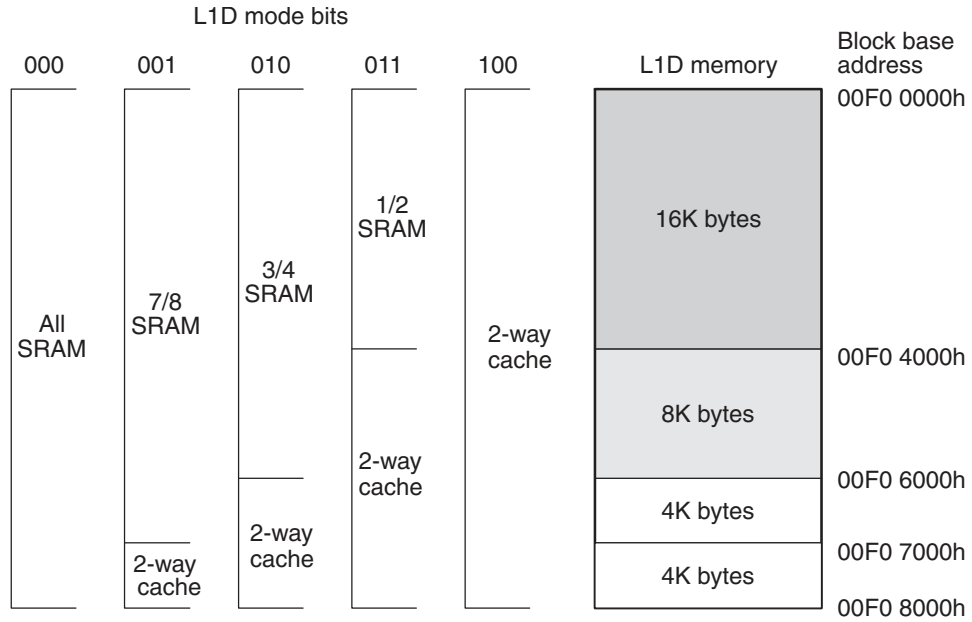 L1D mode bits
000 001 010 011 100 L1D memory Block base
address
00F0 0000h
1/2
SRAM
16K bytes
3/4
SRAM
7/8
SRAM
All
SRAM
2-way
cache
00F0 4000h
8K bytes
2-way
cache
00F0 6000h
4K bytes
2-way
cache
00F0 7000h
2-way
cache
4K bytes
00F0 8000h